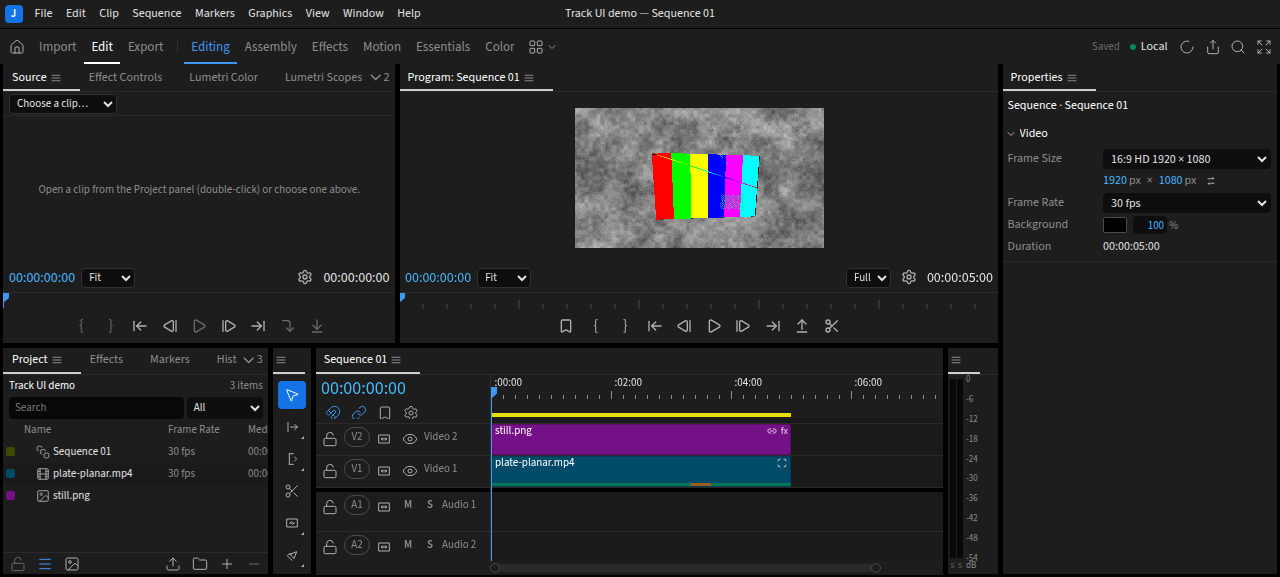 J File Edit Clip Sequence Markers Graphics View Window Help Track UI demo — Sequence 01
Import Edit Export Editing Assembly Effects Motion Essentials Color Saved Local
Source Effect Controls Lumetri Color Lumetri Scopes 2
Choose a clip...
Open a clip from the Project panel (double-click) or choose one above.
00:00:00:00 Fit 00:00:00:00
Program: Sequence 01
00:00:00:00 Fit Full 00:00:05:00
Properties
Sequence · Sequence 01
Video
Frame Size 16:9 HD 1920 × 1080
1920 px × 1080 px
Frame Rate 30 fps
Background 100 %
Duration 00:00:05:00
Project Effects Markers Hist 3
Track UI demo 3 items
Search All
Name Frame Rate Med
Sequence 01 30 fps 00:0
plate-planar.mp4 30 fps 00:0
still.png
Sequence 01
00:00:00:00 :00:00 :02:00 :04:00 :06:00
V2 Video 2 still.png fx
V1 Video 1 plate-planar.mp4
A1 M S Audio 1
A2 M S Audio 2
0
-6
-12
-18
-24
-30
-36
-42
-48
-54
S S dB